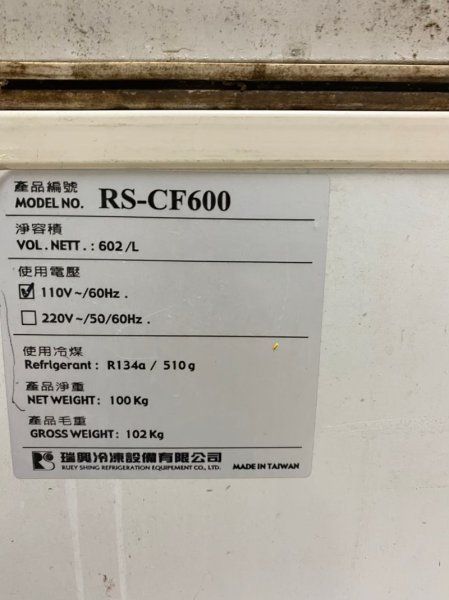 產品編號
MODEL NO. RS-CF600
淨容積
VOL. NETT. : 602 /L
使用電壓
☑ 110V~/60Hz .
☐ 220V~/50/60Hz .
使用冷煤
Refrigerant : R134a / 510 g
產品淨重
NET WEIGHT: 100 Kg
產品毛重
GROSS WEIGHT: 102 Kg
瑞興冷凍設備有限公司
RUEY SHING REFRIGERATION EQUIPEMENT CO., LTD. MADE IN TAIWAN